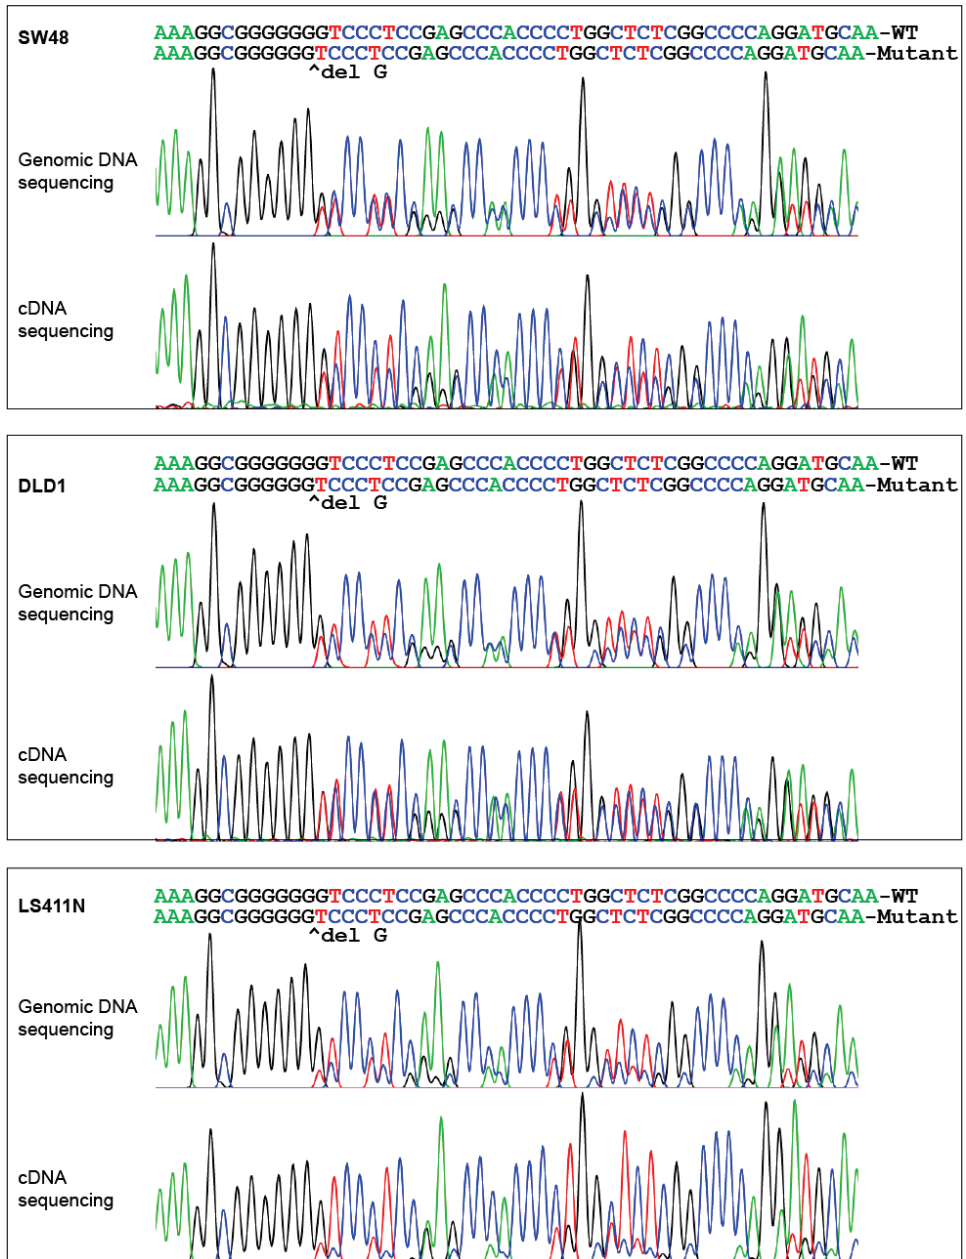 SW48
AAAGGCGGGGGGGTCCCTCCGAGCCCACCCCTGGCTCTCGGCCCCAGGATGCAA-WT
AAAGGCGGGGGGTCCCTCCGAGCCCACCCCTGGCTCTCGGCCCCAGGATGCAA-Mutant
^del G
Genomic DNA
sequencing
cDNA
sequencing
DLD1
AAAGGCGGGGGGGTCCCTCCGAGCCCACCCCTGGCTCTCGGCCCCAGGATGCAA-WT
AAAGGCGGGGGGTCCCTCCGAGCCCACCCCTGGCTCTCGGCCCCAGGATGCAA-Mutant
^del G
Genomic DNA
sequencing
cDNA
sequencing
LS411N
AAAGGCGGGGGGGTCCCTCCGAGCCCACCCCTGGCTCTCGGCCCCAGGATGCAA-WT
AAAGGCGGGGGGTCCCTCCGAGCCCACCCCTGGCTCTCGGCCCCAGGATGCAA-Mutant
^del G
Genomic DNA
sequencing
cDNA
sequencing